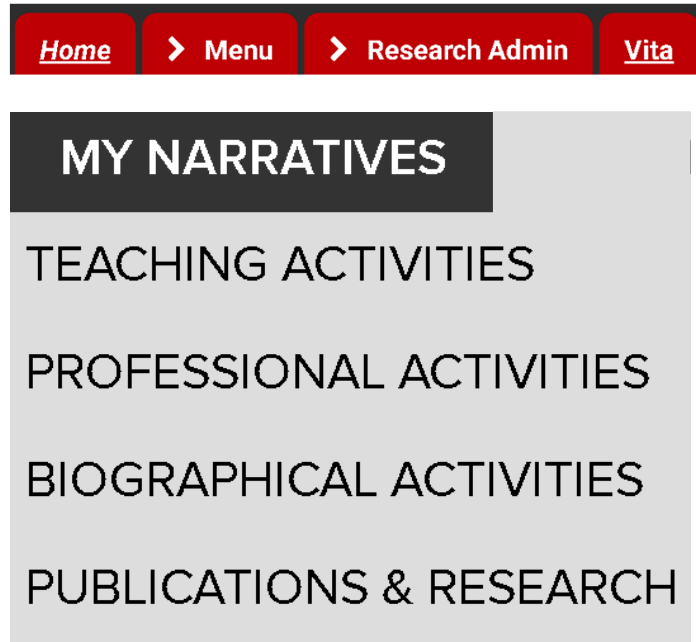 Home Menu Research Admin Vita
MY NARRATIVES
TEACHING ACTIVITIES
PROFESSIONAL ACTIVITIES
BIOGRAPHICAL ACTIVITIES
PUBLICATIONS & RESEARCH